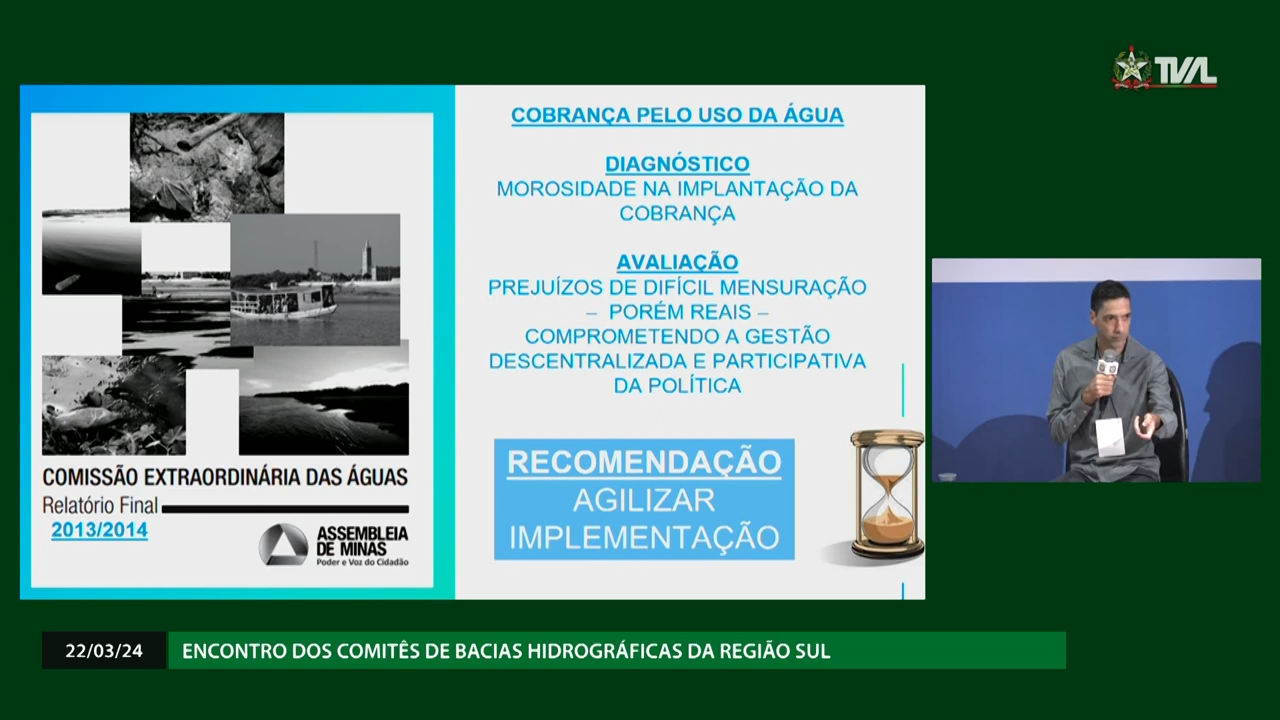 TVAL
COBRANÇA PELO USO DA ÁGUA
DIAGNÓSTICO
MOROSIDADE NA IMPLANTAÇÃO DA
COBRANÇA
AVALIAÇÃO
PREJUÍZOS DE DIFÍCIL MENSURAÇÃO
– PORÉM REAIS –
COMPROMETENDO A GESTÃO
DESCENTRALIZADA E PARTICIPATIVA
DA POLÍTICA
RECOMENDAÇÃO
AGILIZAR
IMPLEMENTAÇÃO
COMISSÃO EXTRAORDINÁRIA DAS ÁGUAS
Relatório Final
2013/2014
ASSEMBLEIA
DE MINAS
Poder e Voz do Cidadão
22/03/24
ENCONTRO DOS COMITÊS DE BACIAS HIDROGRÁFICAS DA REGIÃO SUL